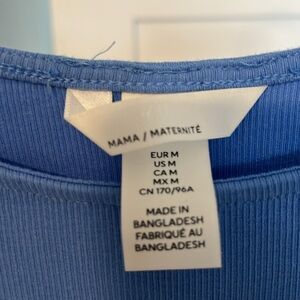 MAMA / MATERNITÉ
EUR M
US M
CA M
MX M
CN 170/96A
MADE IN
BANGLADESH
FABRIQUÉ AU
BANGLADESH